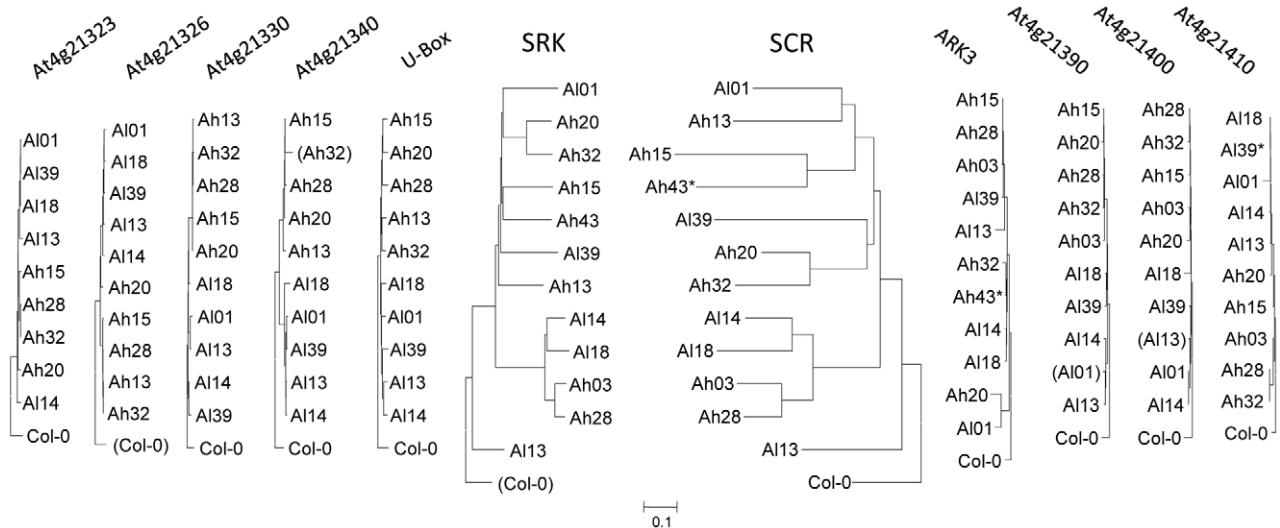 At4g21323
At4g21326
At4g21330
At4g21340
U-Box
SRK
SCR
ARK3
At4g21390
At4g21400
At4g21410
Al01
Al39
Al18
Al13
Ah15
Ah28
Ah32
Ah20
Al14
Col-0
Al01
Al18
Al39
Al13
Al14
Ah20
Ah15
Ah28
Ah13
Ah32
(Col-0)
Ah13
Ah32
Ah28
Ah15
Ah20
Al18
Al01
Al13
Al14
Al39
Col-0
Ah15
(Ah32)
Ah28
Ah20
Ah13
Al18
Al01
Al39
Al13
Al14
Col-0
Ah15
Ah20
Ah28
Ah13
Ah32
Al18
Al01
Al39
Al13
Al14
Col-0
Al01
Ah20
Ah32
Ah15
Ah43
Al39
Ah13
Al14
Al18
Ah03
Ah28
Al13
(Col-0)
Al01
Ah13
Ah15
Ah43*
Al39
Ah20
Ah32
Al14
Al18
Ah03
Ah28
Al13
Col-0
Ah15
Ah28
Ah03
Al39
Al13
Ah32
Ah43*
Al14
Al18
Ah20
Al01
Col-0
Ah15
Ah20
Ah28
Ah32
Ah03
Al18
Al39
Al14
(Al01)
Al13
Col-0
Ah28
Ah32
Ah15
Ah03
Ah20
Al18
Al39
(Al13)
Al01
Al14
Col-0
Al18
Al39*
Al01
Al14
Al13
Ah20
Ah15
Ah03
Ah28
Ah32
Col-0
0.1